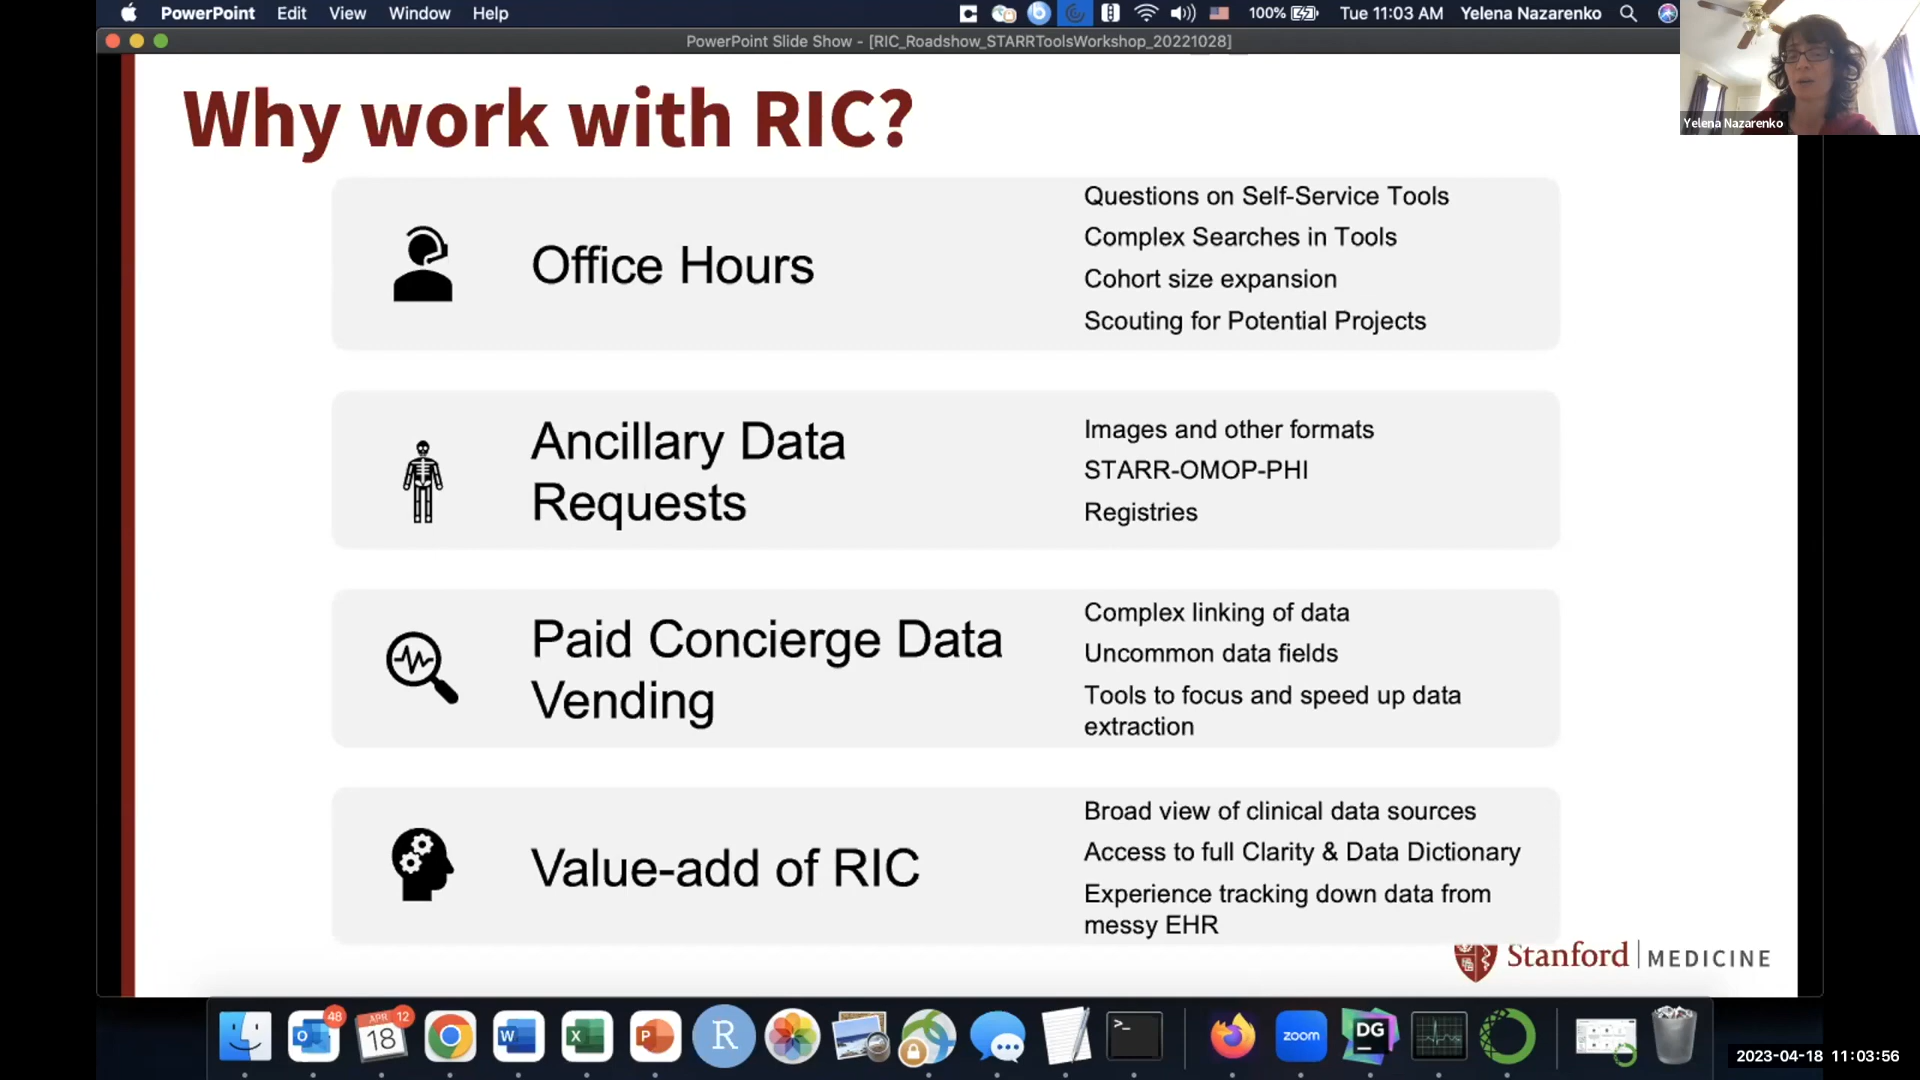 PowerPoint Edit View Window Help 100% Tue 11:03 AM Yelena Nazarenko
PowerPoint Slide Show - [RIC_Roadshow_STARRToolsWorkshop_20221028]
Yelena Nazarenko
Why work with RIC?
Office Hours
Questions on Self-Service Tools
Complex Searches in Tools
Cohort size expansion
Scouting for Potential Projects
Ancillary Data
Requests
Images and other formats
STARR-OMOP-PHI
Registries
Paid Concierge Data
Vending
Complex linking of data
Uncommon data fields
Tools to focus and speed up data
extraction
Value-add of RIC
Broad view of clinical data sources
Access to full Clarity & Data Dictionary
Experience tracking down data from
messy EHR
Stanford MEDICINE
48
APR 12
18
O
W
X
P
R
>_
zoom
DG
2023-04-18 11:03:56